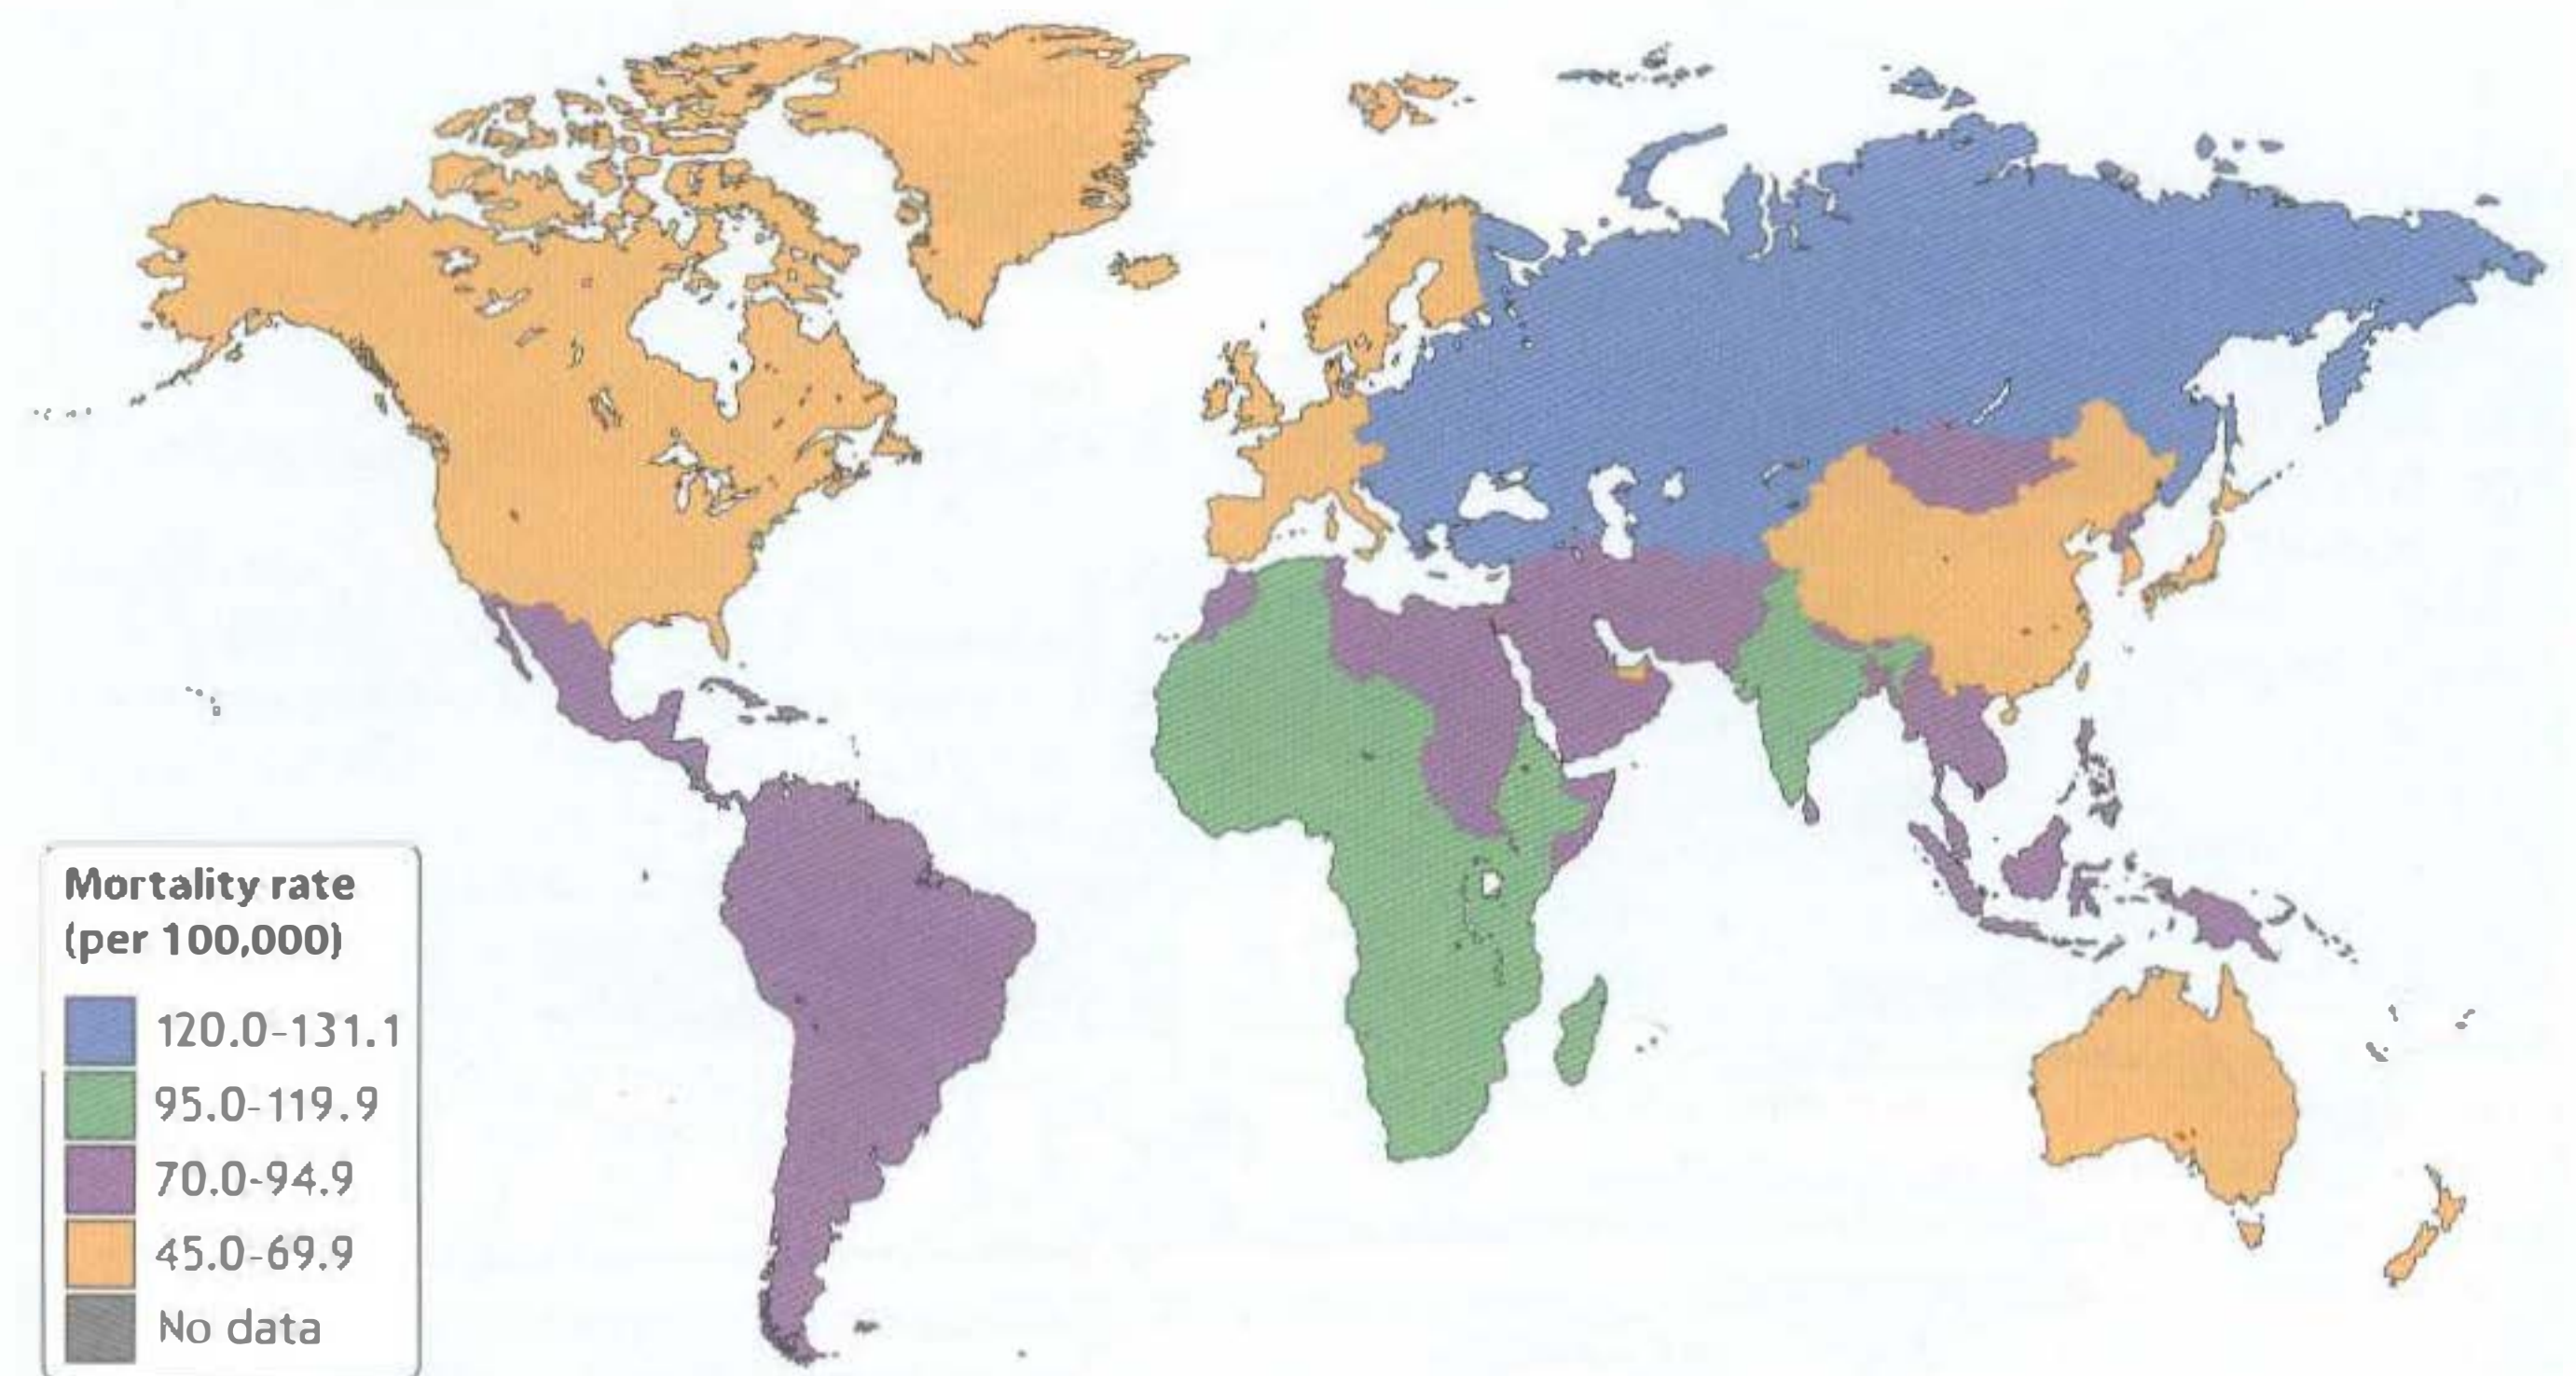 Mortality rate
(per 100,000)
120.0-131.1
95.0-119.9
70.0-94.9
45.0-69.9
No data